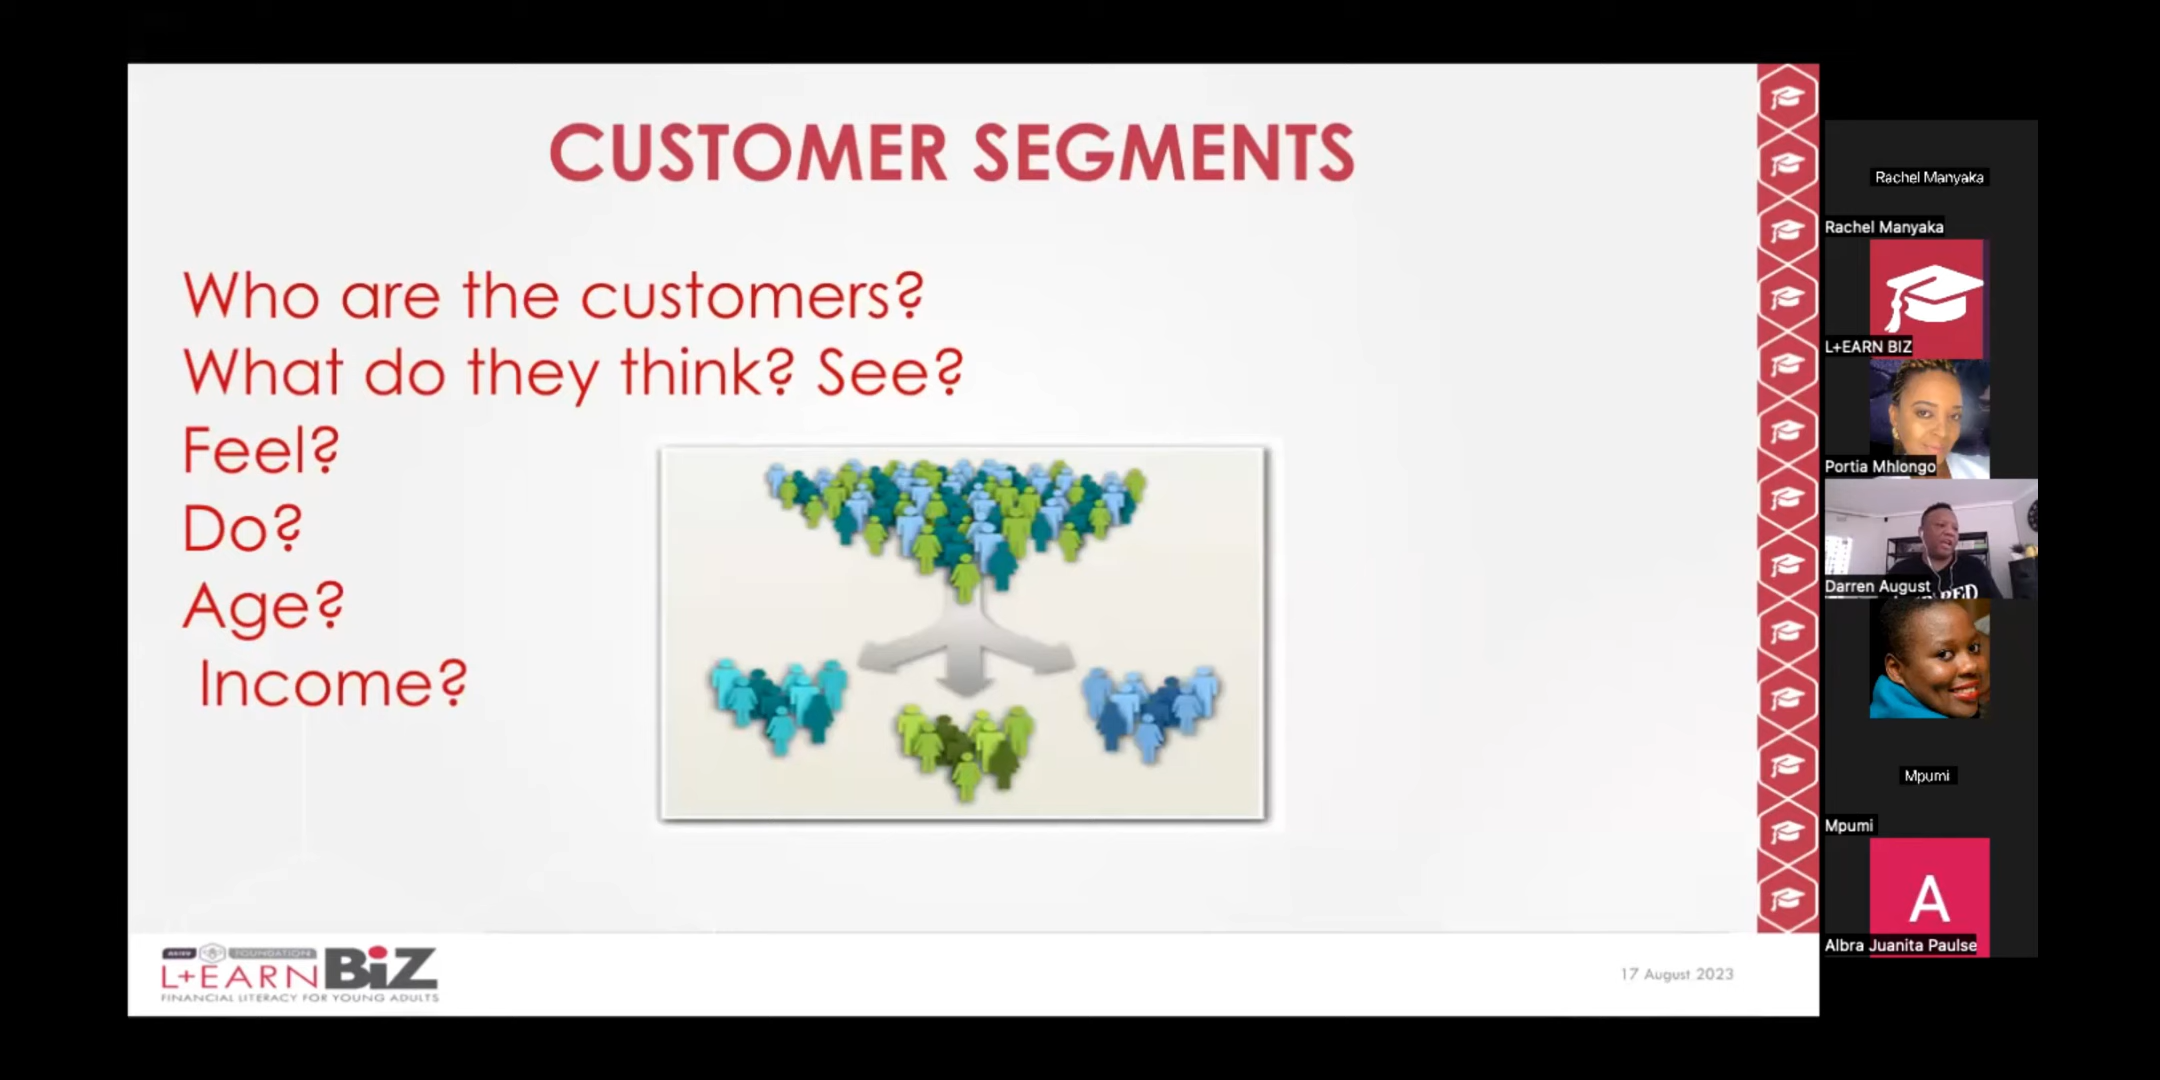 CUSTOMER SEGMENTS
Who are the customers?
What do they think? See?
Feel?
Do?
Age?
Income?
FOUNDATION
L+EARN BiZ
FINANCIAL LITERACY FOR YOUNG ADULTS
17 August 2023
Rachel Manyaka
Rachel Manyaka
L+EARN BIZ
Portia Mhlongo
Darren August
Mpumi
Mpumi
A
Albra Juanita Paulse